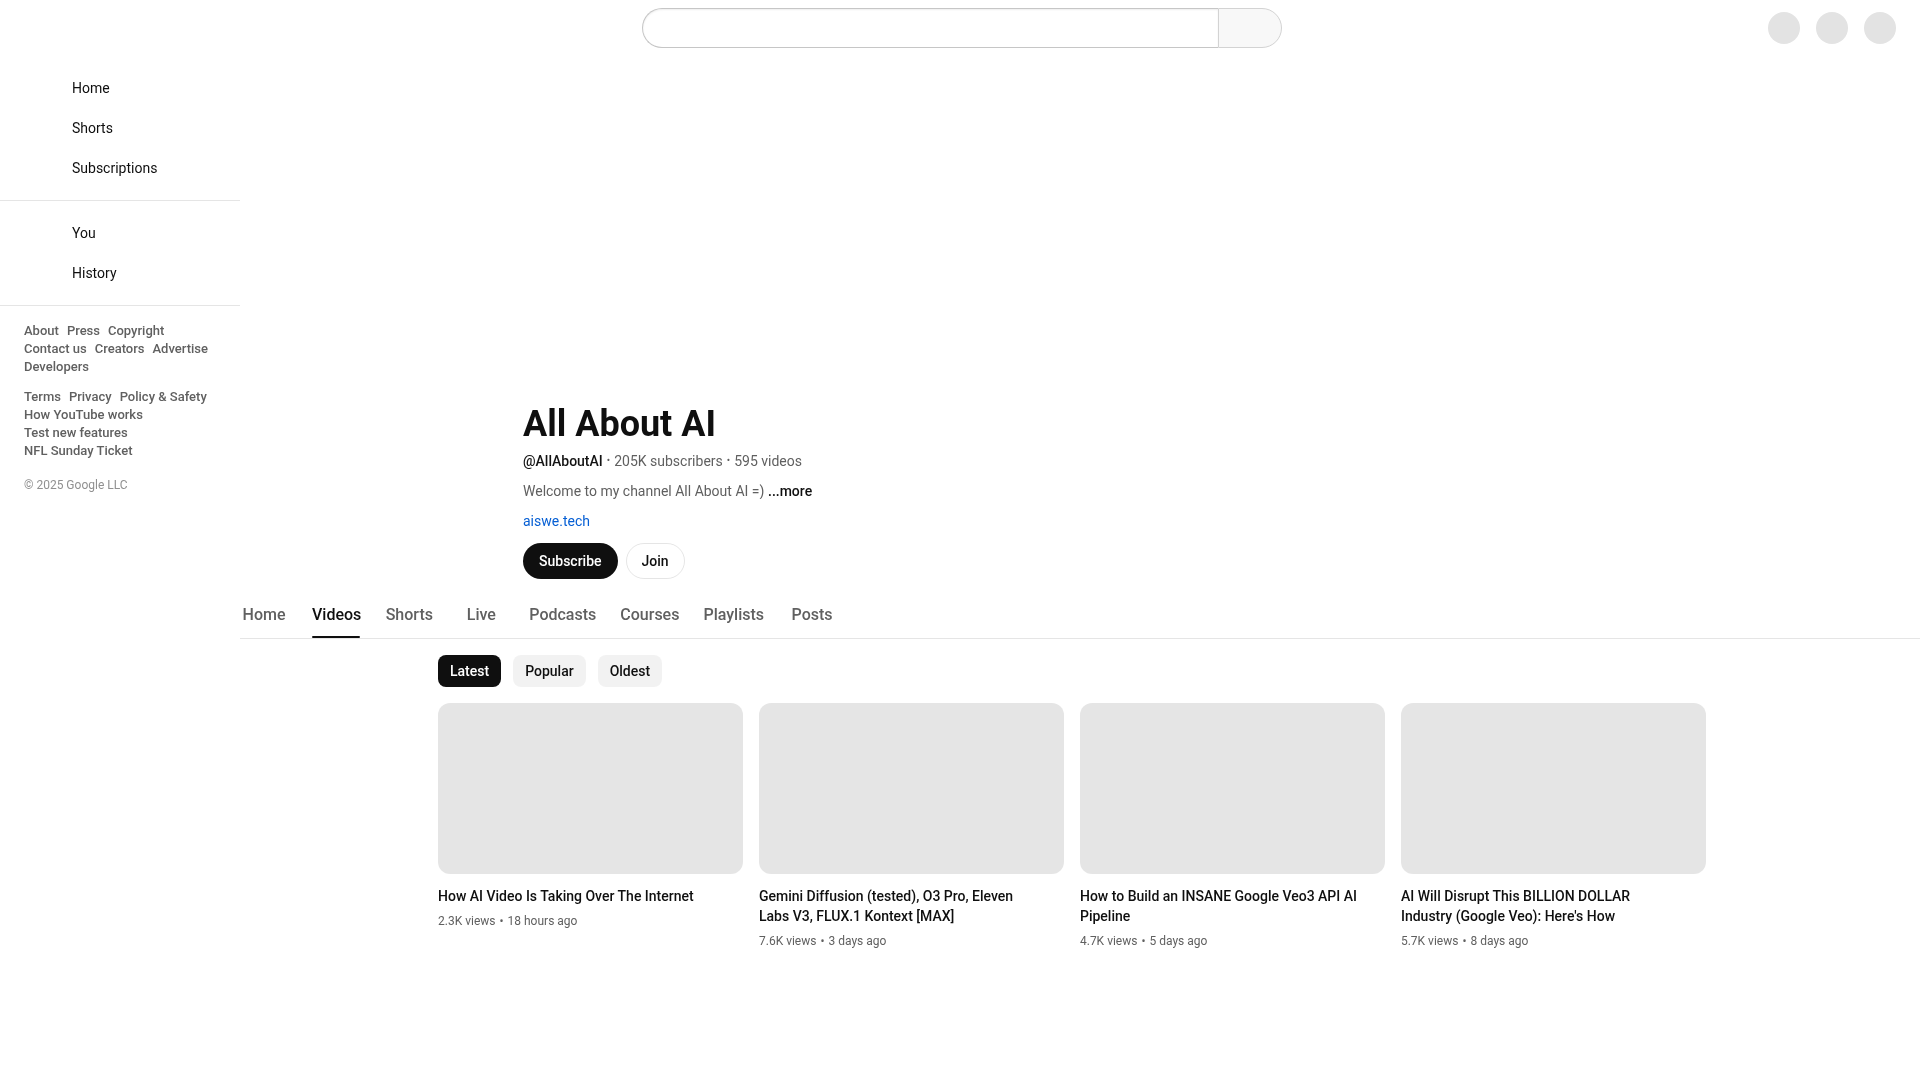 Home
Shorts
Subscriptions
You
History
About Press Copyright
Contact us Creators Advertise
Developers
Terms Privacy Policy & Safety
How YouTube works
Test new features
NFL Sunday Ticket
© 2025 Google LLC
All About AI
@AllAboutAI · 205K subscribers · 595 videos
Welcome to my channel All About AI =) ...more
aiswe.tech
Subscribe Join
Home Videos Shorts Live Podcasts Courses Playlists Posts
Latest Popular Oldest
How AI Video Is Taking Over The Internet
2.3K views • 18 hours ago
Gemini Diffusion (tested), O3 Pro, Eleven
Labs V3, FLUX.1 Kontext [MAX]
7.6K views • 3 days ago
How to Build an INSANE Google Veo3 API AI
Pipeline
4.7K views • 5 days ago
AI Will Disrupt This BILLION DOLLAR
Industry (Google Veo): Here's How
5.7K views • 8 days ago